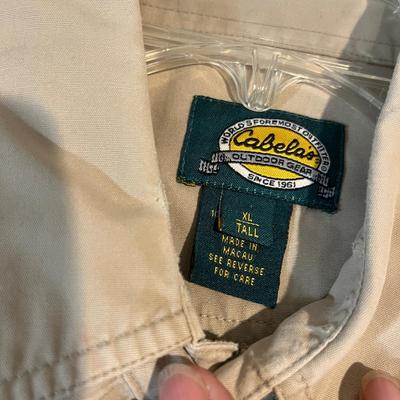 WORLD'S FOREMOST OUTFITTER
Cabela's
OUTDOOR GEAR
SINCE 1961
XL
TALL
MADE IN
MACAU
SEE REVERSE
FOR CARE